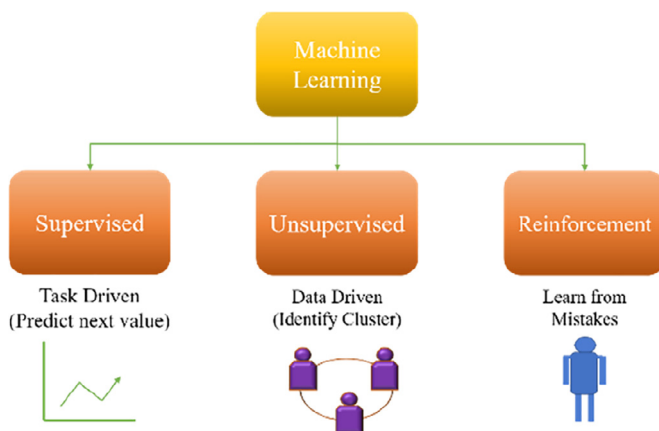 Machine
Learning
Supervised
Unsupervised
Reinforcement
Task Driven
(Predict next value)
Data Driven
(Identify Cluster)
Learn from
Mistakes